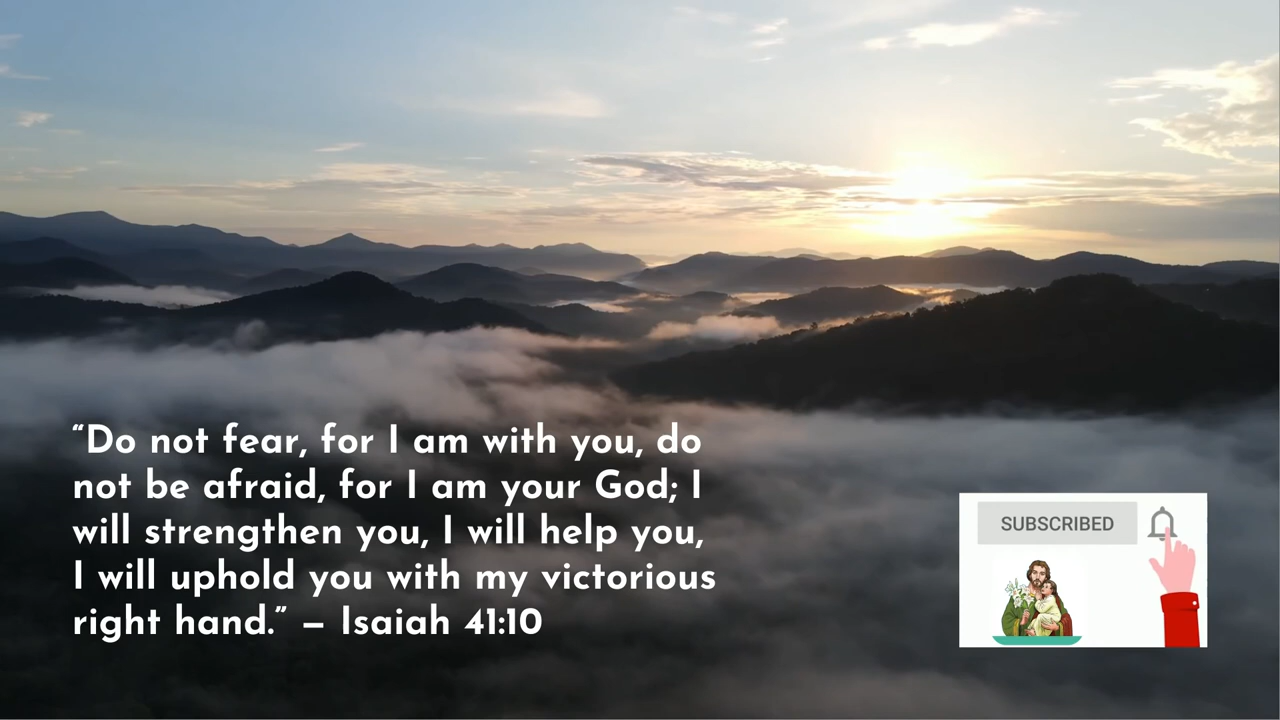 “Do not fear, for I am with you, do
not be afraid, for I am your God; I
will strengthen you, I will help you,
I will uphold you with my victorious
right hand.” – Isaiah 41:10
SUBSCRIBED